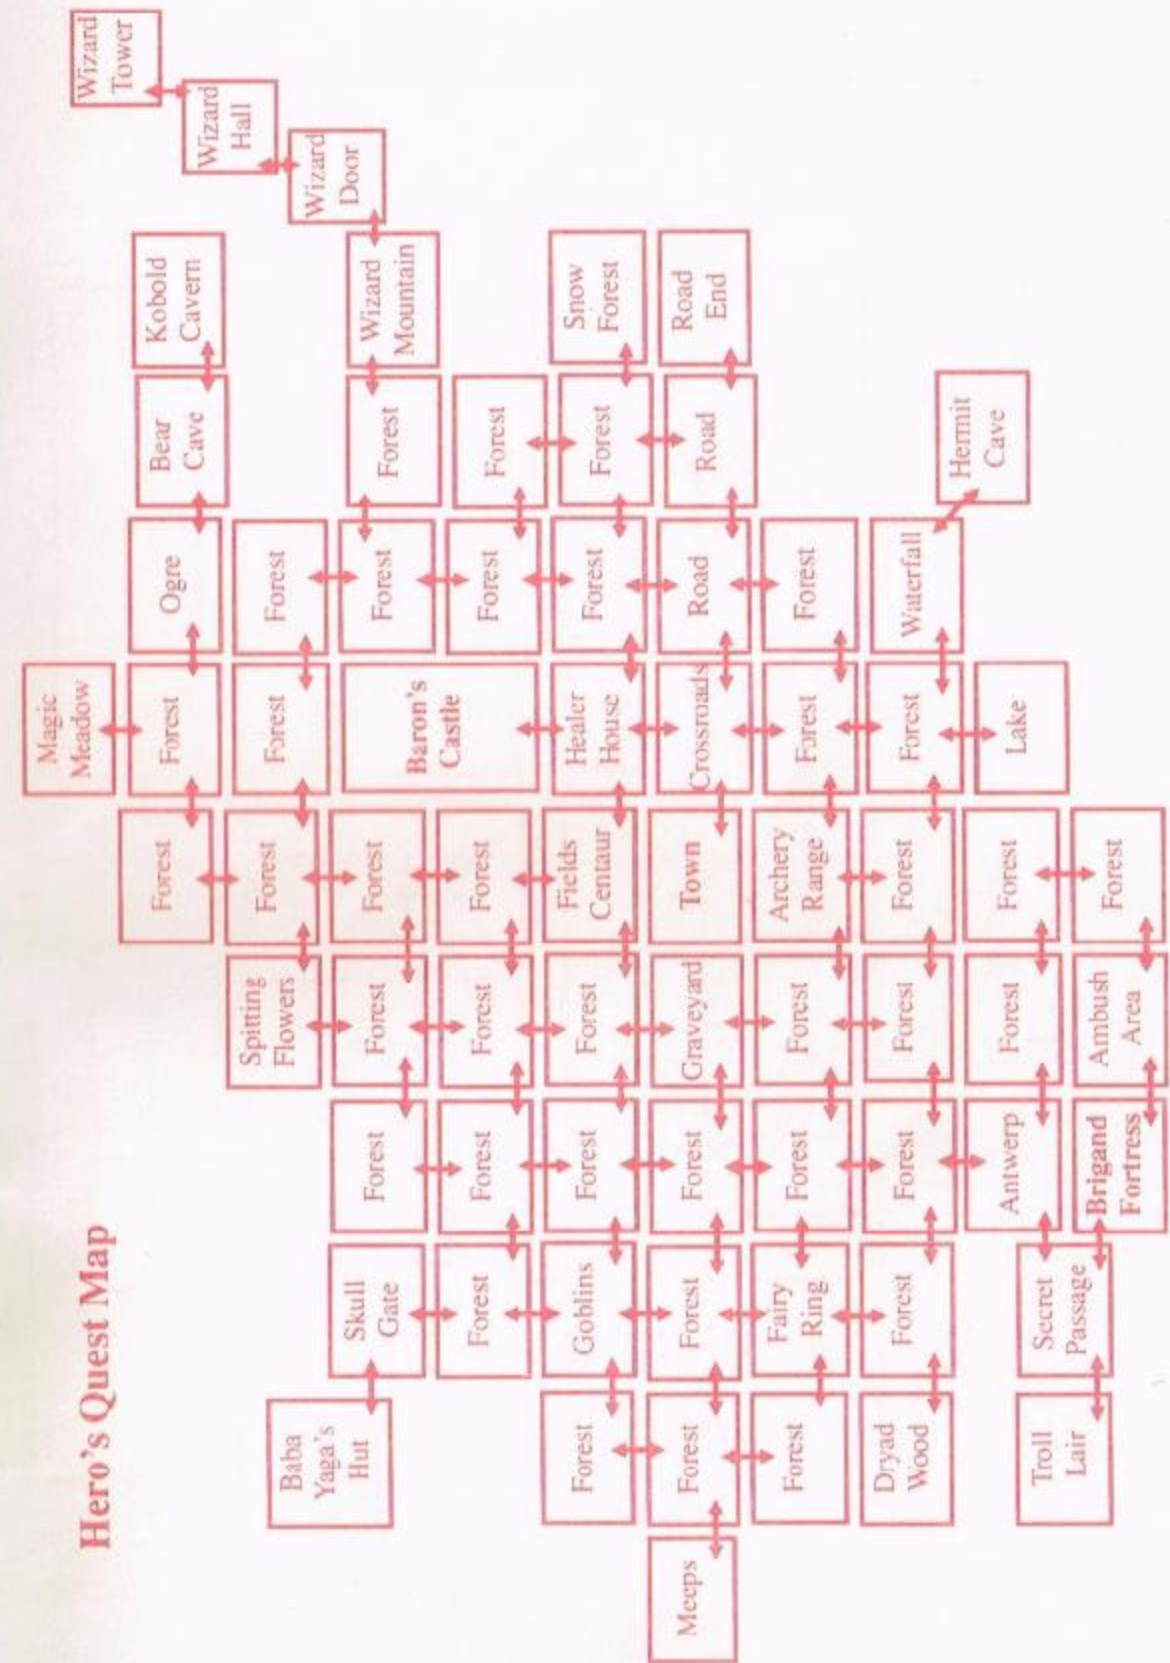 Hero's Quest Map
Magic
Meadow
Wizard
Tower
Forest
Forest
Ogre
Bear
Cave
Kobold
Cavern
Wizard
Hall
Spitting
Flowers
Forest
Forest
Forest
Baba
Yaga's
Hut
Wizard
Door
Skull
Gate
Forest
Forest
Forest
Baron's
Castle
Forest
Forest
Wizard
Mountain
Forest
Forest
Forest
Forest
Forest
Forest
Forest
Goblins
Forest
Forest
Fields
Centaur
Healer
House
Forest
Forest
Snow
Forest
Meeps
Forest
Forest
Forest
Graveyard
Town
Crossroads
Road
Road
Road
End
Forest
Fairy
Ring
Forest
Forest
Archery
Range
Forest
Forest
Dryad
Wood
Forest
Forest
Forest
Forest
Forest
Waterfall
Hermit
Cave
Antwerp
Forest
Forest
Lake
Troll
Lair
Secret
Passage
Brigand
Fortress
Ambush
Area
Forest